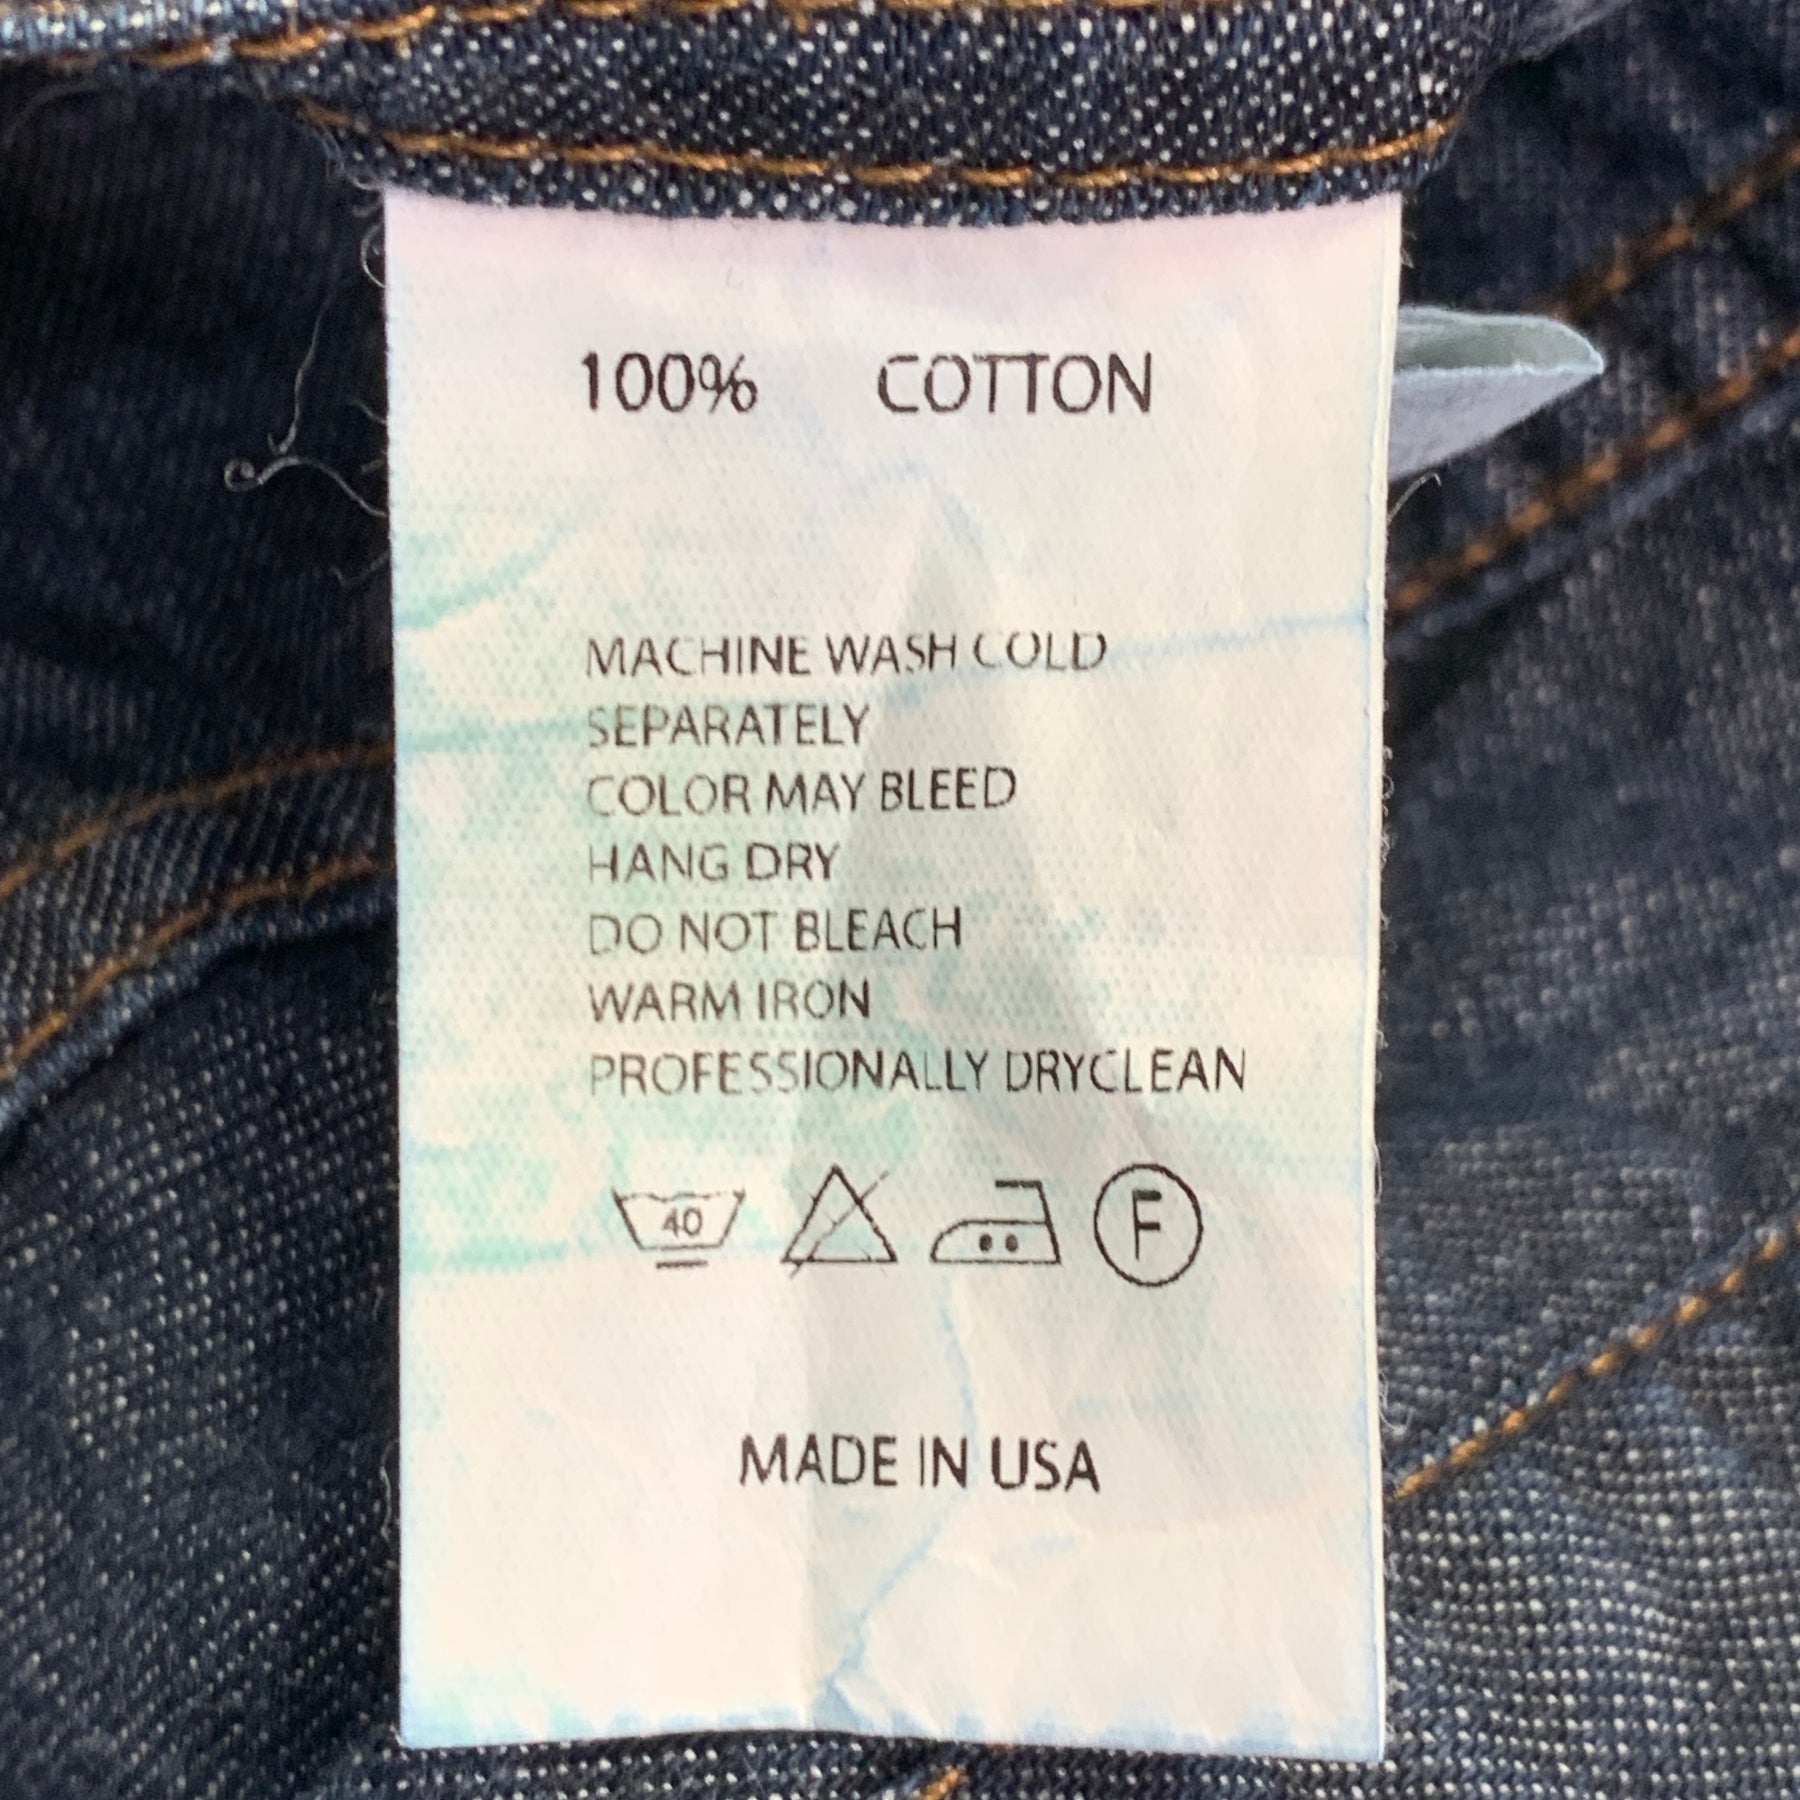 100% COTTON
MACHINE WASH COLD
SEPARATELY
COLOR MAY BLEED
HANG DRY
DO NOT BLEACH
WARM IRON
PROFESSIONALLY DRYCLEAN
40 F
MADE IN USA